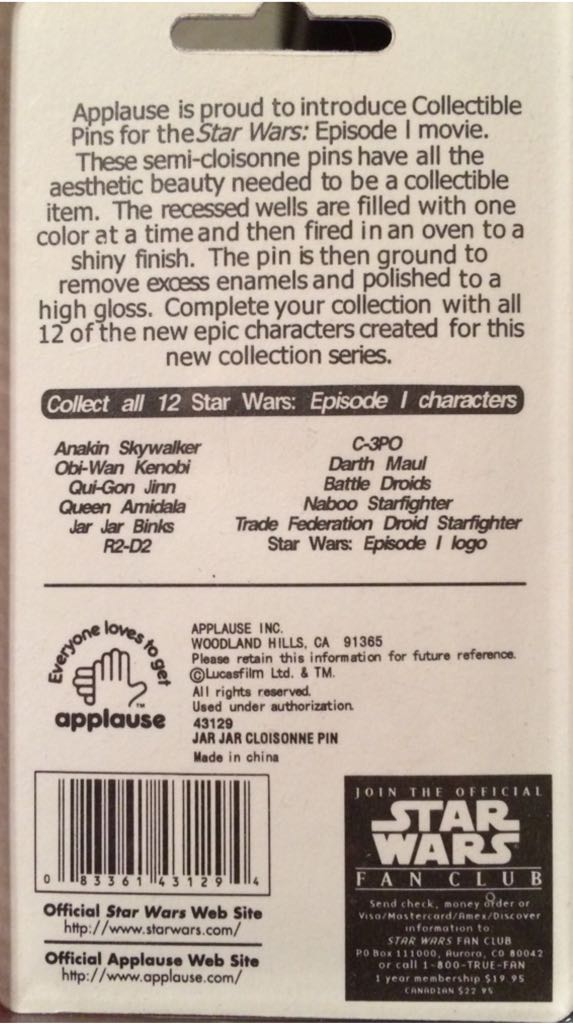 Applause is proud to introduce Collectible
Pins for the Star Wars: Episode I movie.
These semi-cloisonne pins have all the
aesthetic beauty needed to be a collectible
item. The recessed wells are filled with one
color at a time and then fired in an oven to a
shiny finish. The pin is then ground to
remove excess enamels and polished to a
high gloss. Complete your collection with all
12 of the new epic characters created for this
new collection series.
Collect all 12 Star Wars: Episode I characters
Anakin Skywalker
Obi-Wan Kenobi
Qui-Gon Jinn
Queen Amidala
Jar Jar Binks
R2-D2
C-3PO
Darth Maul
Battle Droids
Naboo Starfighter
Trade Federation Droid Starfighter
Star Wars: Episode I logo
Everyone loves to get
applause
TM
APPLAUSE INC.
WOODLAND HILLS, CA 91365
Please retain this information for future reference.
©Lucasfilm Ltd. & TM.
All rights reserved.
Used under authorization.
43129
JAR JAR CLOISONNE PIN
Made in china
0 83361 43129 4
Official Star Wars Web Site
http://www.starwars.com/
Official Applause Web Site
http://www.applause.com/
JOIN THE OFFICIAL
STAR
WARS
FAN CLUB
Send check, money order or
Visa/Mastercard/Amex/Discover
information to:
STAR WARS FAN CLUB
PO Box 111000, Aurora, CO 80042
or call 1-800-TRUE-FAN
1 year membership $19.95
CANADIAN $22.95